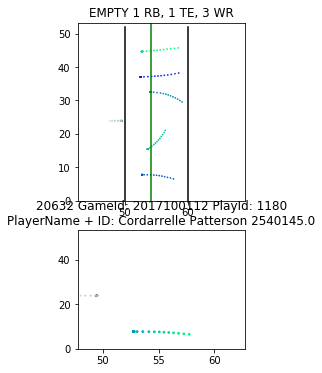 EMPTY 1 RB, 1 TE, 3 WR
50
40
30
20
10
0
50 60
20632 GameId: 2017100112 PlayId: 1180
PlayerName + ID: Cordarrelle Patterson 2540145.0
40
20
0
50 55 60